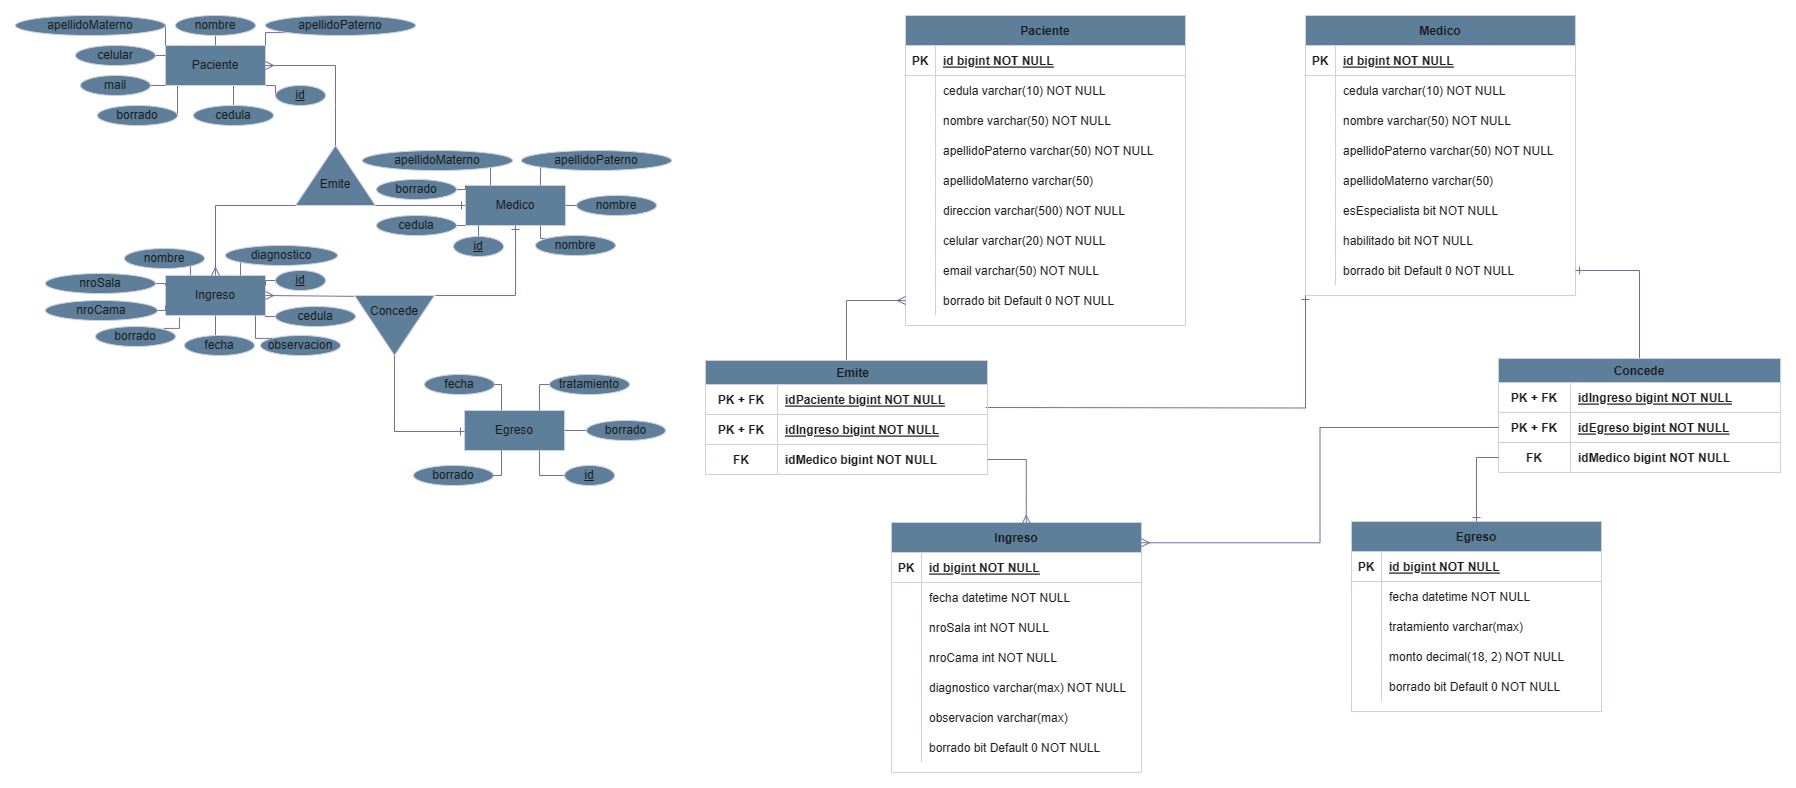 apellidoMaterno
nombre
apellidoPaterno
celular
Paciente
mail
id
borrado
cedula
Emite
apellidoMaterno
apellidoPaterno
borrado
Medico
nombre
cedula
id
nombre
nombre
diagnostico
nroSala
id
Ingreso
nroCama
cedula
Concede
borrado
fecha
observacion
fecha
tratamiento
Egreso
borrado
borrado
id
Paciente
PK id bigint NOT NULL
cedula varchar(10) NOT NULL
nombre varchar(50) NOT NULL
apellidoPaterno varchar(50) NOT NULL
apellidoMaterno varchar(50)
direccion varchar(500) NOT NULL
celular varchar(20) NOT NULL
email varchar(50) NOT NULL
borrado bit Default 0 NOT NULL
Medico
PK id bigint NOT NULL
cedula varchar(10) NOT NULL
nombre varchar(50) NOT NULL
apellidoPaterno varchar(50) NOT NULL
apellidoMaterno varchar(50)
esEspecialista bit NOT NULL
habilitado bit NOT NULL
borrado bit Default 0 NOT NULL
Emite
PK + FK idPaciente bigint NOT NULL
PK + FK idIngreso bigint NOT NULL
FK idMedico bigint NOT NULL
Concede
PK + FK idIngreso bigint NOT NULL
PK + FK idEgreso bigint NOT NULL
FK idMedico bigint NOT NULL
Ingreso
PK id bigint NOT NULL
fecha datetime NOT NULL
nroSala int NOT NULL
nroCama int NOT NULL
diagnostico varchar(max) NOT NULL
observacion varchar(max)
borrado bit Default 0 NOT NULL
Egreso
PK id bigint NOT NULL
fecha datetime NOT NULL
tratamiento varchar(max)
monto decimal(18, 2) NOT NULL
borrado bit Default 0 NOT NULL